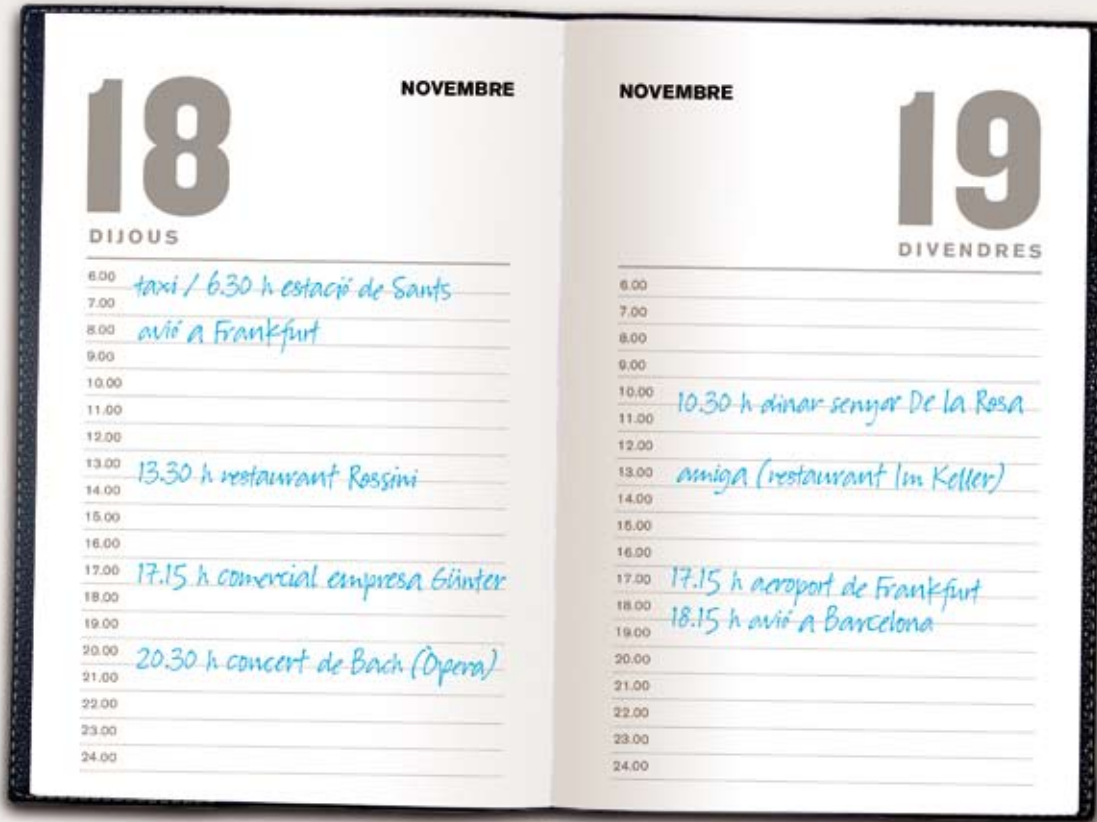 NOVEMBRE
18
DIJOUS
6.00 taxi / 6.30 h estació de Sants
7.00
8.00 avió a Frankfurt
9.00
10.00
11.00
12.00
13.00 13.30 h restaurant Rossini
14.00
15.00
16.00
17.00 17.15 h comercial empresa Günter
18.00
19.00
20.00 20.30 h concert de Bach (Òpera)
21.00
22.00
23.00
24.00
NOVEMBRE
19
DIVENDRES
6.00
7.00
8.00
9.00
10.00 10.30 h dinar senyor De la Rosa
11.00
12.00
13.00 amiga (restaurant Im Keller)
14.00
15.00
16.00
17.00 17.15 h aeroport de Frankfurt
18.00 18.15 h avió a Barcelona
19.00
20.00
21.00
22.00
23.00
24.00